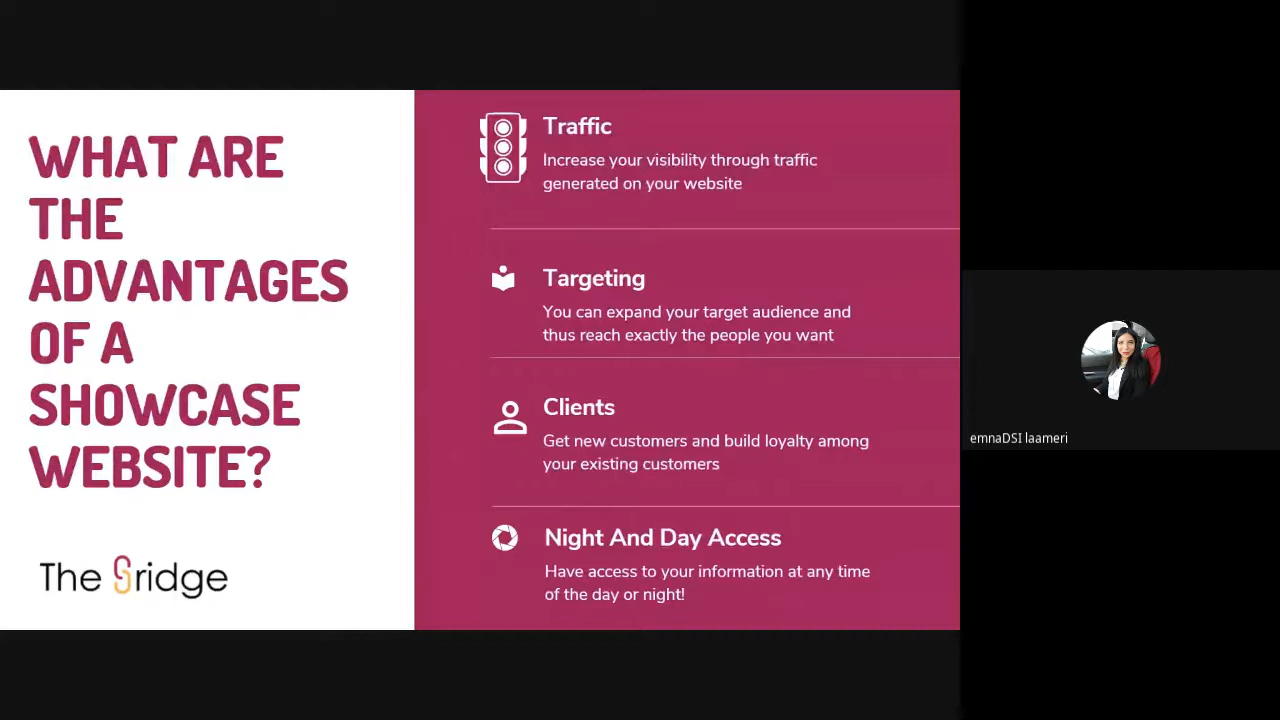 WHAT ARE
THE
ADVANTAGES
OF A
SHOWCASE
WEBSITE?
The Bridge
Traffic
Increase your visibility through traffic
generated on your website
Targeting
You can expand your target audience and
thus reach exactly the people you want
Clients
Get new customers and build loyalty among
your existing customers
Night And Day Access
Have access to your information at any time
of the day or night!
emnaDSI laameri